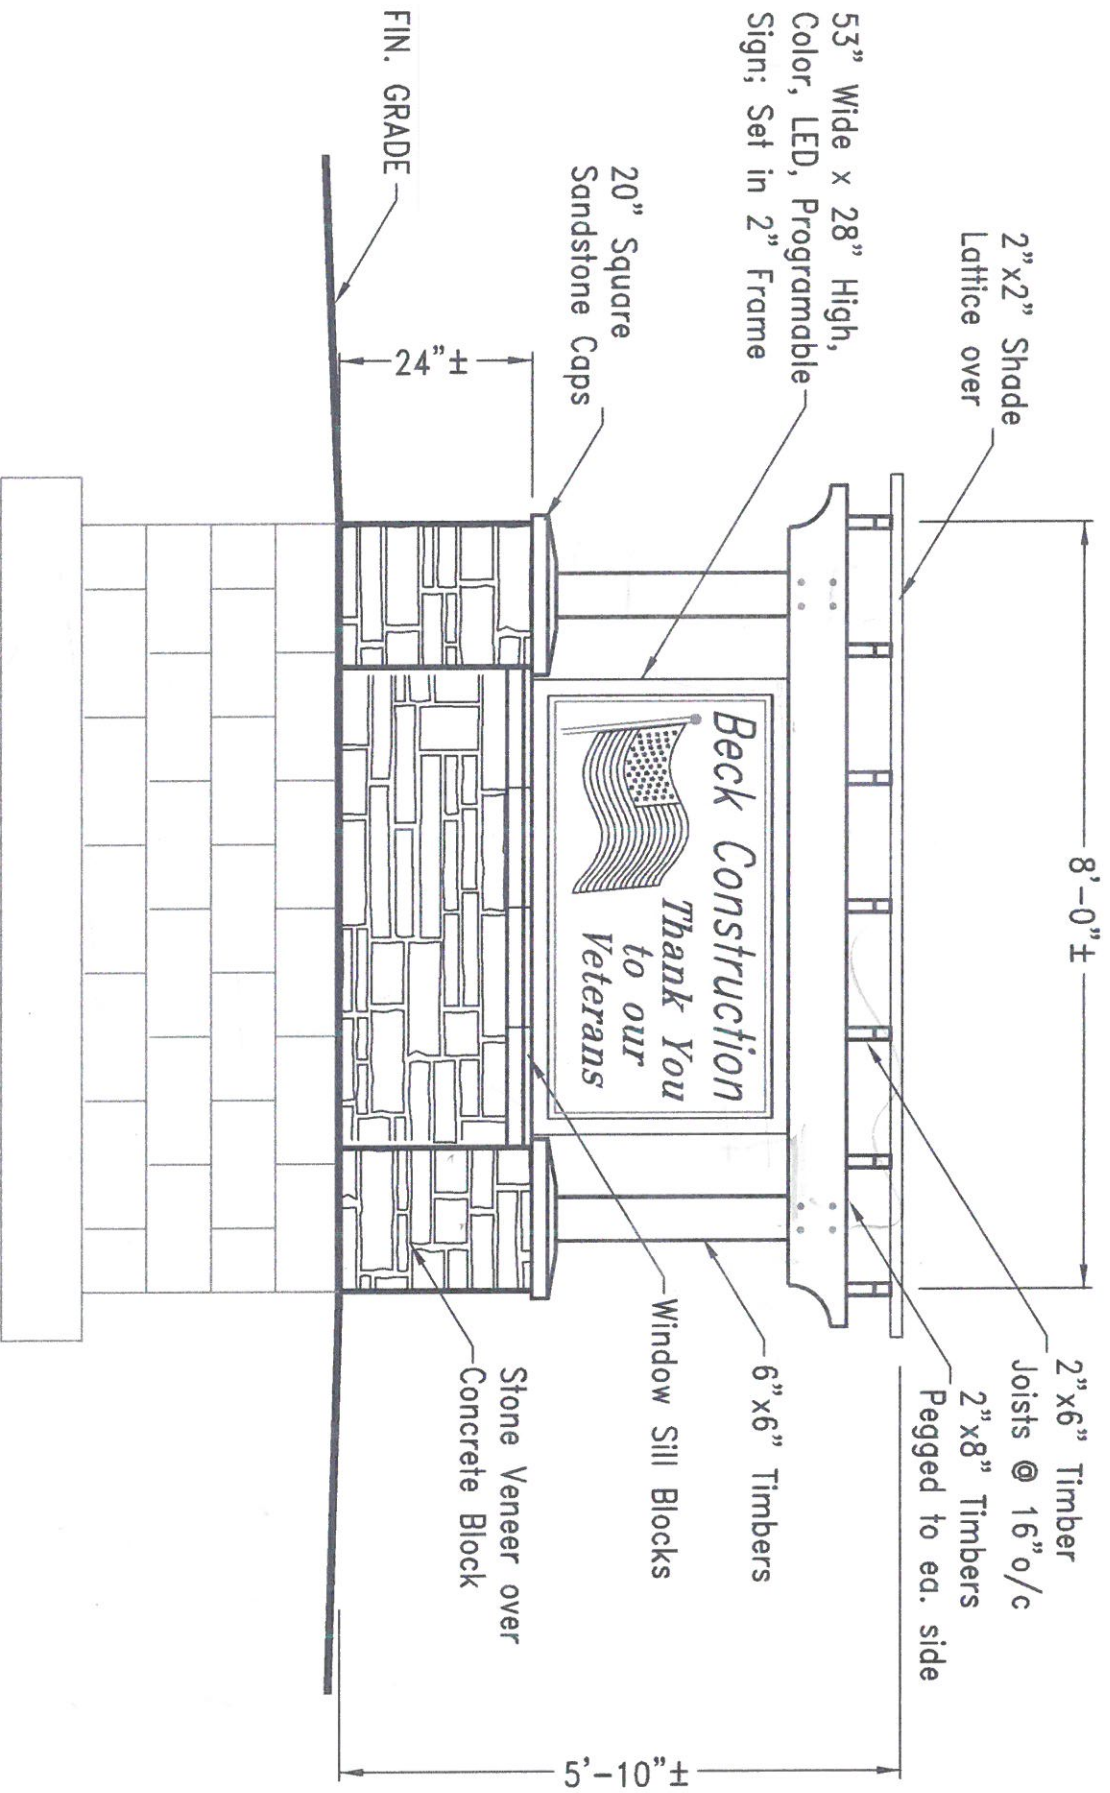 8'-0"±
2"x2" Shade
Lattice over
53" Wide x 28" High,
Color, LED, Programable
Sign; Set in 2" Frame
20" Square
Sandstone Caps
24"±
FIN. GRADE
Beck Construction
Thank You
to our
Veterans
2"x6" Timber
Joists @ 16"o/c
2"x8" Timbers
Pegged to ea. side
6"x6" Timbers
Window Sill Blocks
Stone Veneer over
Concrete Block
5'-10"±